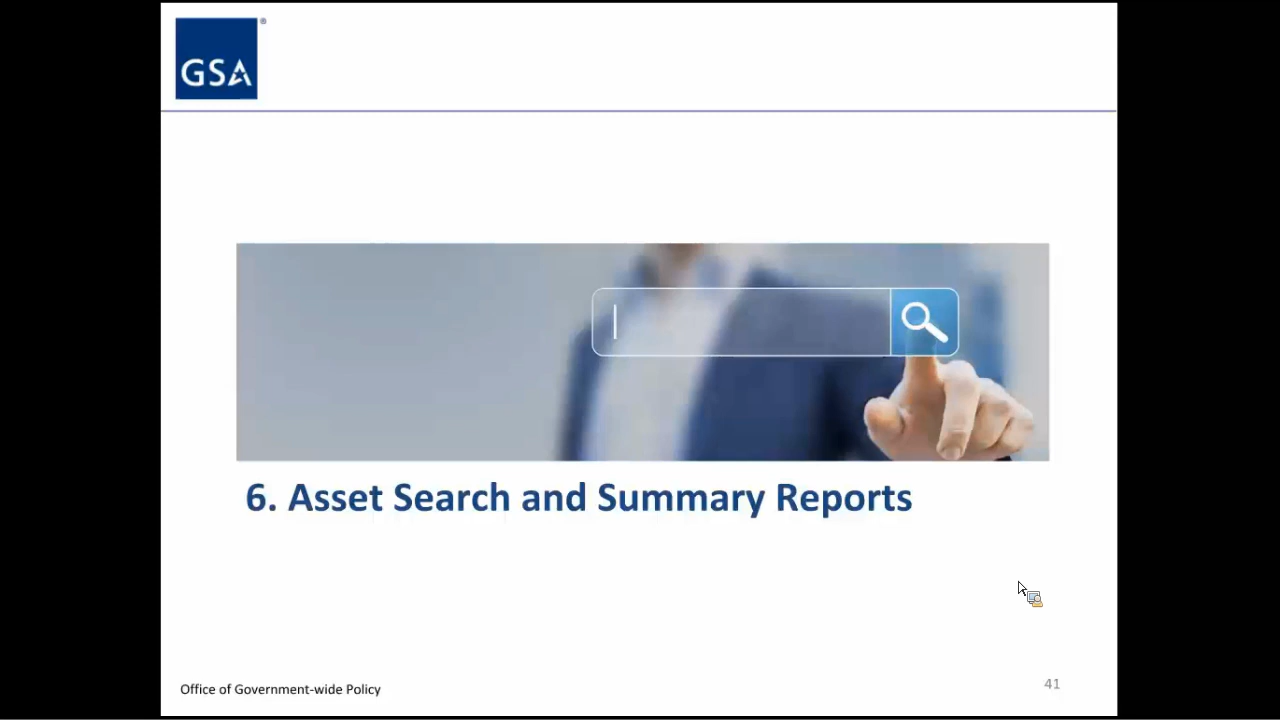 GSA
®
6. Asset Search and Summary Reports
Office of Government-wide Policy
41